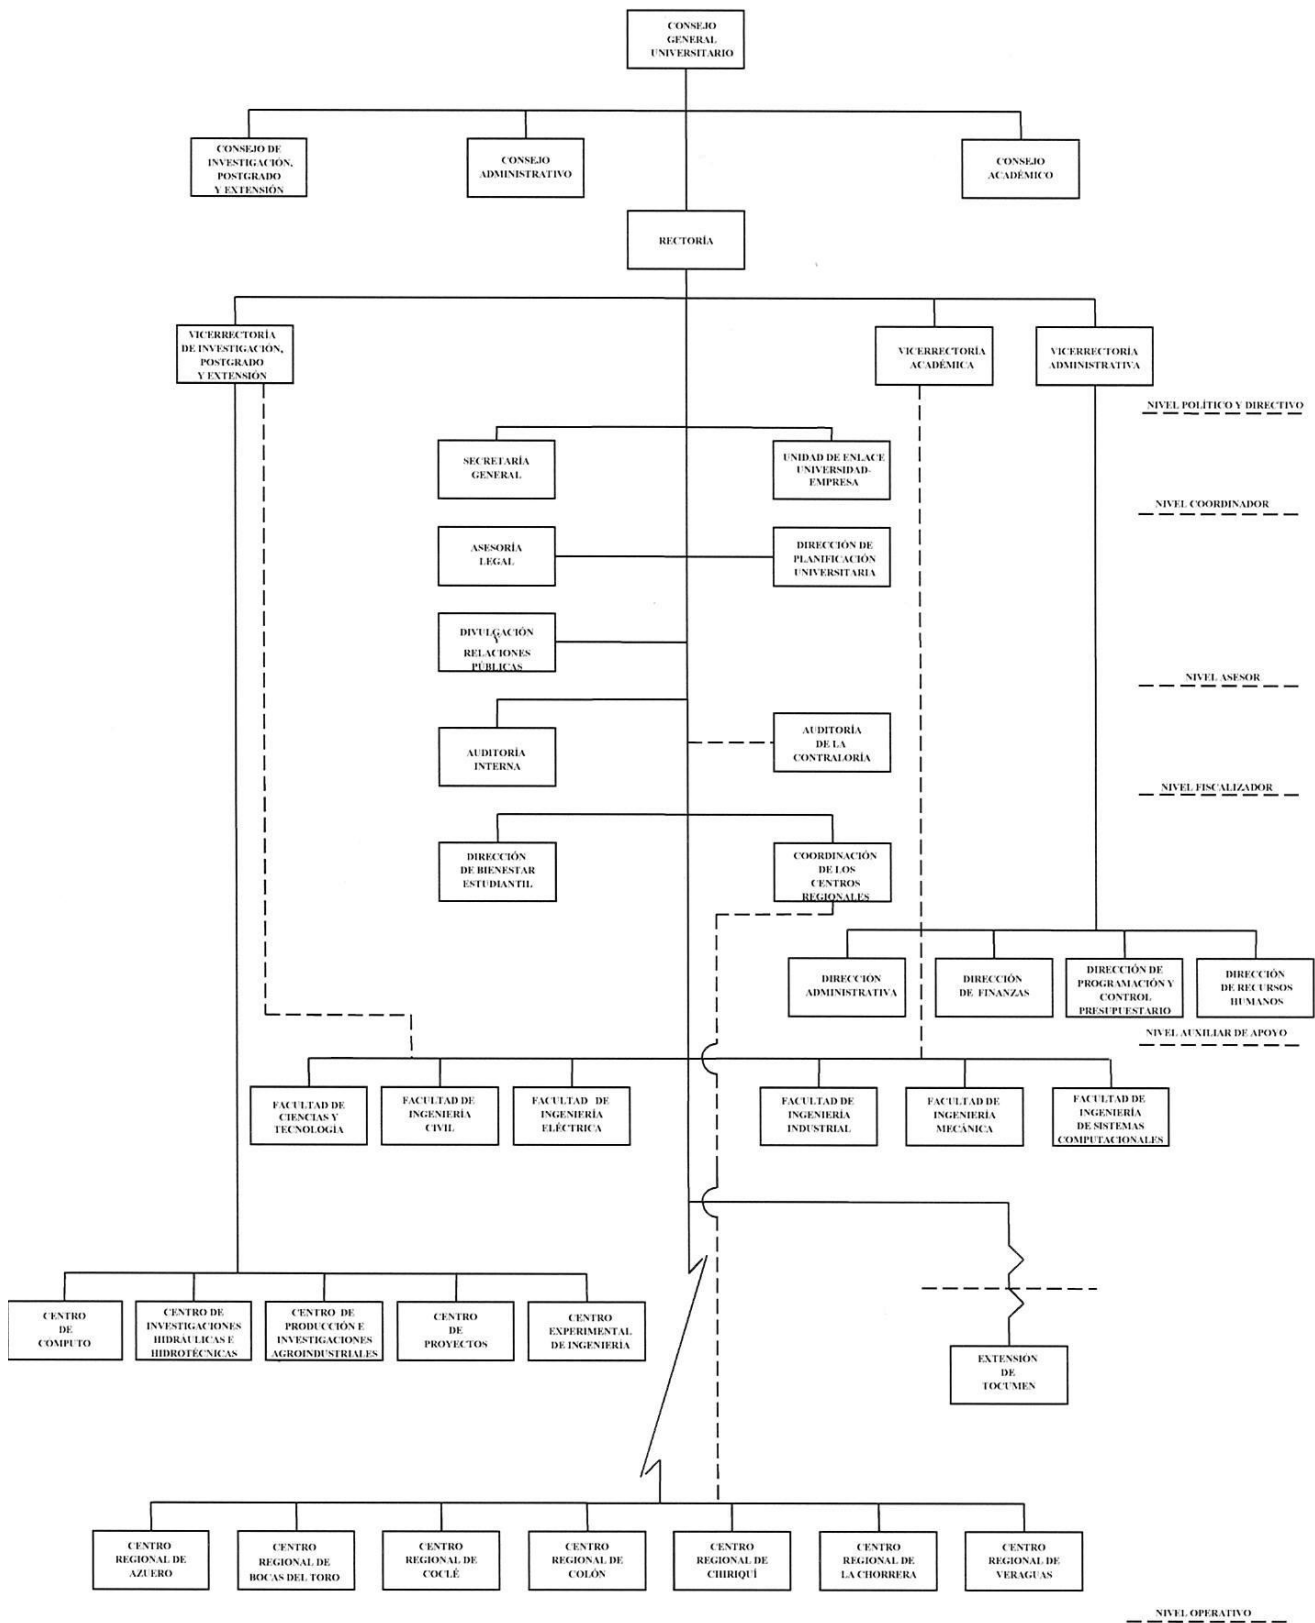 CONSEJO
GENERAL
UNIVERSITARIO
CONSEJO DE
INVESTIGACIÓN,
POSTGRADO
Y EXTENSIÓN
CONSEJO
ADMINISTRATIVO
CONSEJO
ACADÉMICO
RECTORÍA
VICERRECTORÍA
DE INVESTIGACIÓN,
POSTGRADO
Y EXTENSIÓN
VICERRECTORÍA
ACADÉMICA
VICERRECTORÍA
ADMINISTRATIVA
NIVEL POLÍTICO Y DIRECTIVO
SECRETARÍA
GENERAL
UNIDAD DE ENLACE
UNIVERSIDAD-
EMPRESA
NIVEL COORDINADOR
ASESORÍA
LEGAL
DIRECCIÓN DE
PLANIFICACIÓN
UNIVERSITARIA
DIVULGACIÓN
Y
RELACIONES
PÚBLICAS
NIVEL ASESOR
AUDITORÍA
INTERNA
AUDITORÍA
DE LA
CONTRALORÍA
NIVEL FISCALIZADOR
DIRECCIÓN
DE BIENESTAR
ESTUDIANTIL
COORDINACIÓN
DE LOS
CENTROS
REGIONALES
DIRECCIÓN
ADMINISTRATIVA
DIRECCIÓN
DE FINANZAS
DIRECCIÓN DE
PROGRAMACIÓN Y
CONTROL
PRESUPUESTARIO
DIRECCIÓN
DE RECURSOS
HUMANOS
NIVEL AUXILIAR DE APOYO
FACULTAD DE
CIENCIAS Y
TECNOLOGÍA
FACULTAD DE
INGENIERÍA
CIVIL
FACULTAD DE
INGENIERÍA
ELÉCTRICA
FACULTAD DE
INGENIERÍA
INDUSTRIAL
FACULTAD DE
INGENIERÍA
MECÁNICA
FACULTAD DE
INGENIERÍA
DE SISTEMAS
COMPUTACIONALES
CENTRO
DE
CÓMPUTO
CENTRO DE
INVESTIGACIONES
HIDRÁULICAS E
HIDROTÉCNICAS
CENTRO DE
PRODUCCIÓN E
INVESTIGACIONES
AGROINDUSTRIALES
CENTRO
DE
PROYECTOS
CENTRO
EXPERIMENTAL
DE INGENIERÍA
EXTENSIÓN
DE
TOCUMEN
CENTRO
REGIONAL DE
AZUERO
CENTRO
REGIONAL DE
BOCAS DEL TORO
CENTRO
REGIONAL DE
COCLÉ
CENTRO
REGIONAL DE
COLÓN
CENTRO
REGIONAL DE
CHIRIQUÍ
CENTRO
REGIONAL DE
LA CHORRERA
CENTRO
REGIONAL DE
VERAGUAS
NIVEL OPERATIVO